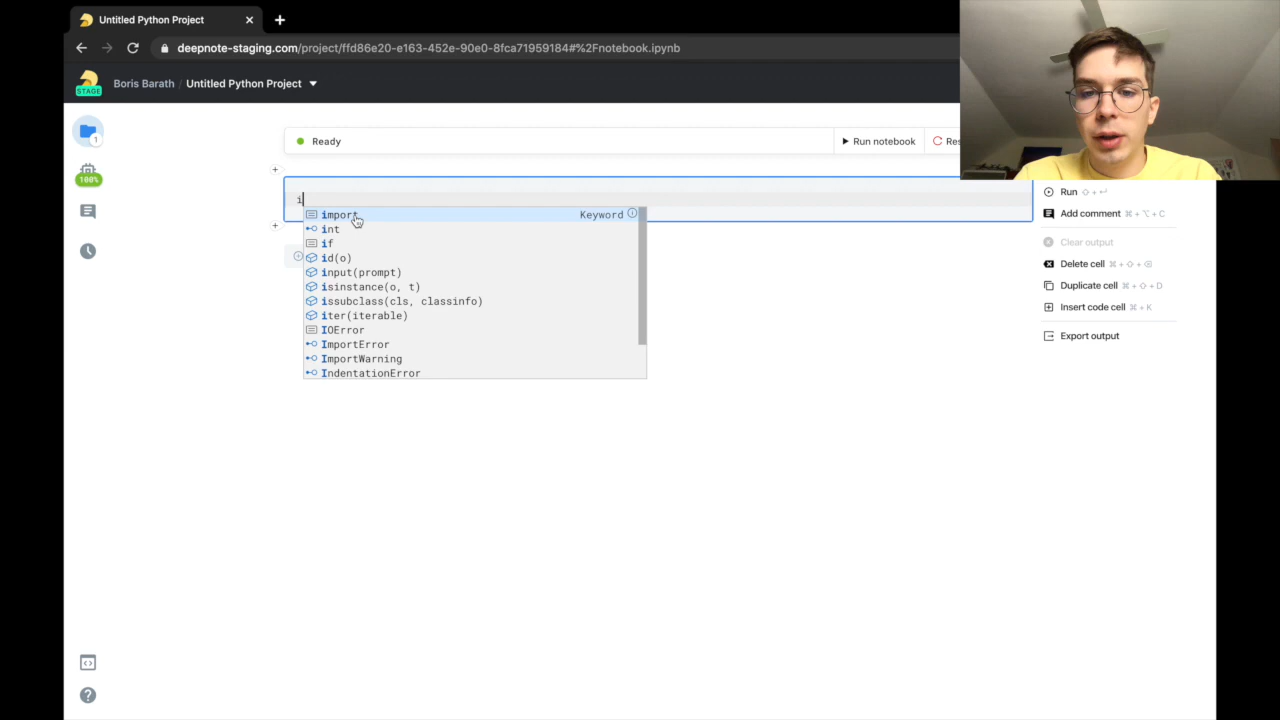 Untitled Python Project
deepnote-staging.com/project/ffd86e20-e163-452e-90e0-8fca71959184#%2Fnotebook.ipynb
STAGE
Boris Barath / Untitled Python Project
1
100%
Ready
Run notebook
Res
i
import Keyword
int
if
id(o)
input(prompt)
isinstance(o, t)
issubclass(cls, classinfo)
iter(iterable)
IOError
ImportError
ImportWarning
IndentationError
Run ⇧ + ↵
Add comment ⌘ + ⌥ + C
Clear output
Delete cell ⌘ + ⇧ + ⌫
Duplicate cell ⌘ + ⇧ + D
Insert code cell ⌘ + K
Export output